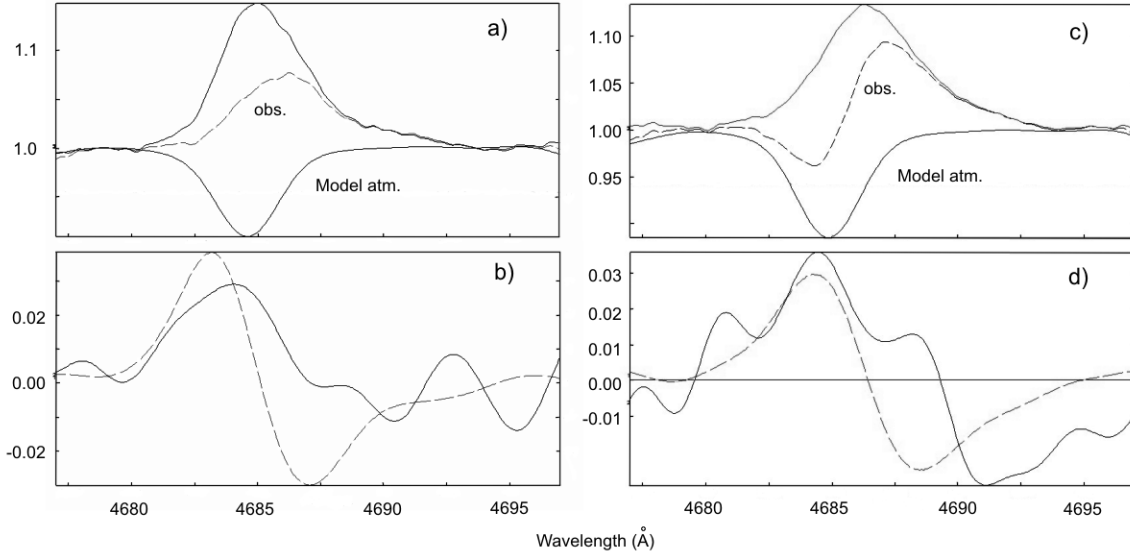 a)
1.1
obs.
1.0
Model atm.
c)
1.10
1.05
obs.
1.00
0.95
Model atm.
b)
0.02
0.00
-0.02
4680
4685
4690
4695
d)
0.03
0.02
0.01
0.00
-0.01
4680
4685
4690
4695
Wavelength (Å)